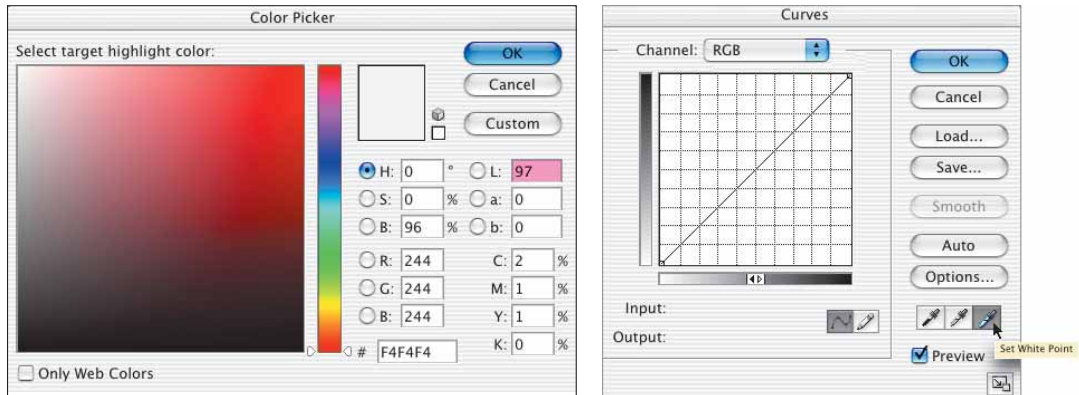 Color Picker
Select target highlight color:
OK
Cancel
Custom
H: 0 °
L: 97
S: 0 %
a: 0
B: 96 %
b: 0
R: 244
C: 2 %
G: 244
M: 1 %
B: 244
Y: 1 %
# F4F4F4
K: 0 %
Only Web Colors
Curves
Channel: RGB
OK
Cancel
Load...
Save...
Smooth
Auto
Options...
Input:
Output:
Set White Point
Preview